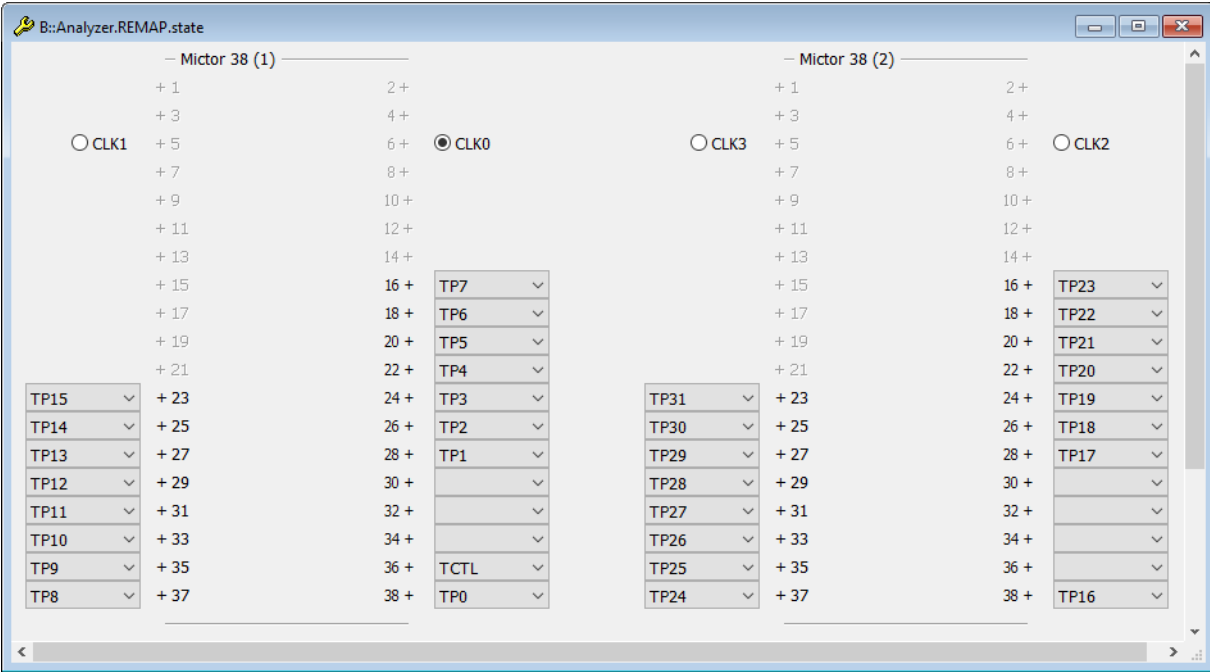 B::Analyzer.REMAP.state
Mictor 38 (1) Mictor 38 (2)
+ 1 2 + + 1 2 +
+ 3 4 + + 3 4 +
CLK1 + 5 6 + CLK0 CLK3 + 5 6 + CLK2
+ 7 8 + + 7 8 +
+ 9 10 + + 9 10 +
+ 11 12 + + 11 12 +
+ 13 14 + + 13 14 +
+ 15 16 + TP7 + 15 16 + TP23
+ 17 18 + TP6 + 17 18 + TP22
+ 19 20 + TP5 + 19 20 + TP21
+ 21 22 + TP4 + 21 22 + TP20
TP15 + 23 24 + TP3 TP31 + 23 24 + TP19
TP14 + 25 26 + TP2 TP30 + 25 26 + TP18
TP13 + 27 28 + TP1 TP29 + 27 28 + TP17
TP12 + 29 30 + TP28 + 29 30 +
TP11 + 31 32 + TP27 + 31 32 +
TP10 + 33 34 + TP26 + 33 34 +
TP9 + 35 36 + TCTL TP25 + 35 36 +
TP8 + 37 38 + TP0 TP24 + 37 38 + TP16